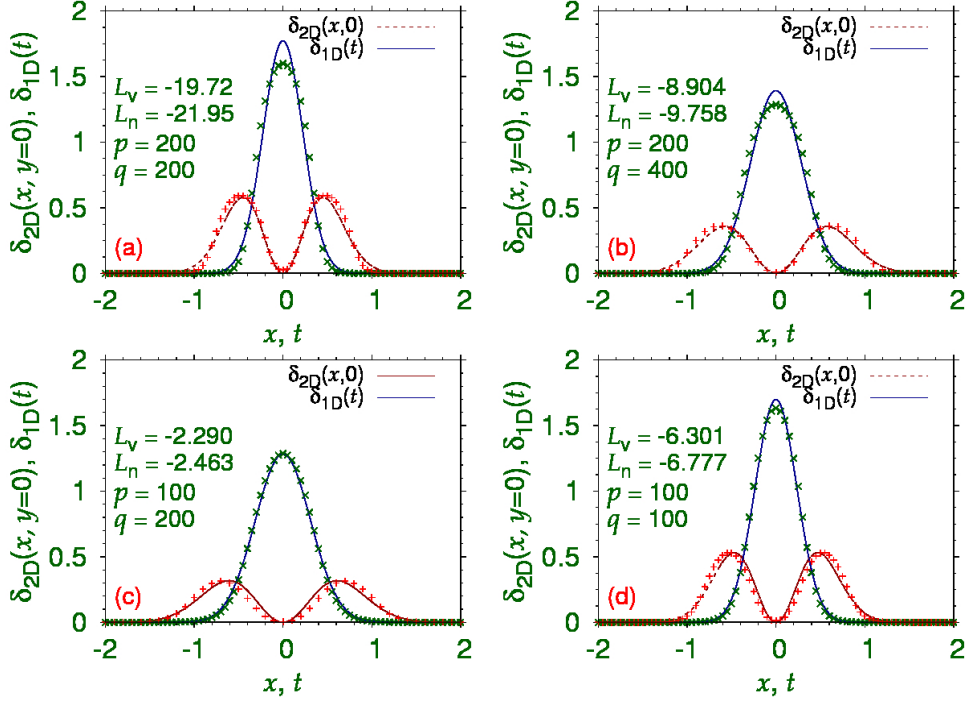 δ2D(x, y=0), δ1D(t)
2
1.5
1
0.5
0
δ2D(x,0)
δ1D(t)
Lv = -19.72
Ln = -21.95
p = 200
q = 200
(a)
-2 -1 0 1 2
x, t
δ2D(x, y=0), δ1D(t)
2
1.5
1
0.5
0
δ2D(x,0)
δ1D(t)
Lv = -8.904
Ln = -9.758
p = 200
q = 400
(b)
-2 -1 0 1 2
x, t
δ2D(x, y=0), δ1D(t)
2
1.5
1
0.5
0
δ2D(x,0)
δ1D(t)
Lv = -2.290
Ln = -2.463
p = 100
q = 200
(c)
-2 -1 0 1 2
x, t
δ2D(x, y=0), δ1D(t)
2
1.5
1
0.5
0
δ2D(x,0)
δ1D(t)
Lv = -6.301
Ln = -6.777
p = 100
q = 100
(d)
-2 -1 0 1 2
x, t